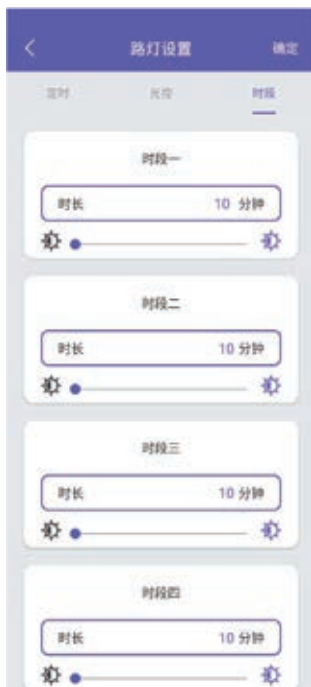 路灯设置
确定
定时
光控
时段
时段一
时长 10 分钟
时段二
时长 10 分钟
时段三
时长 10 分钟
时段四
时长 10 分钟